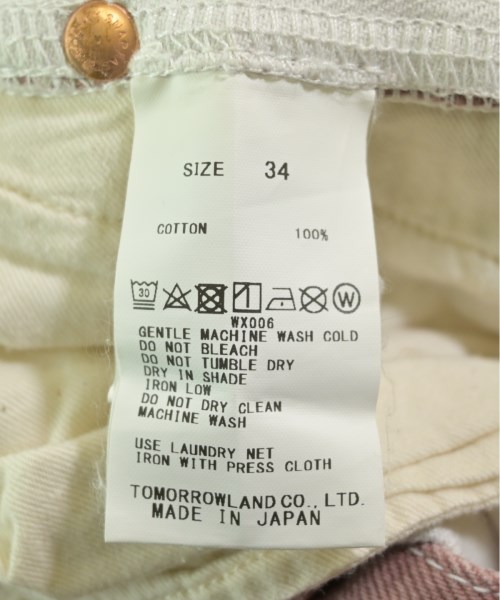 SIZE 34
COTTON 100%
30 W
WX006
GENTLE MACHINE WASH COLD
DO NOT BLEACH
DO NOT TUMBLE DRY
DRY IN SHADE
IRON LOW
DO NOT DRY CLEAN
MACHINE WASH
USE LAUNDRY NET
IRON WITH PRESS CLOTH
TOMORROWLAND CO., LTD.
MADE IN JAPAN